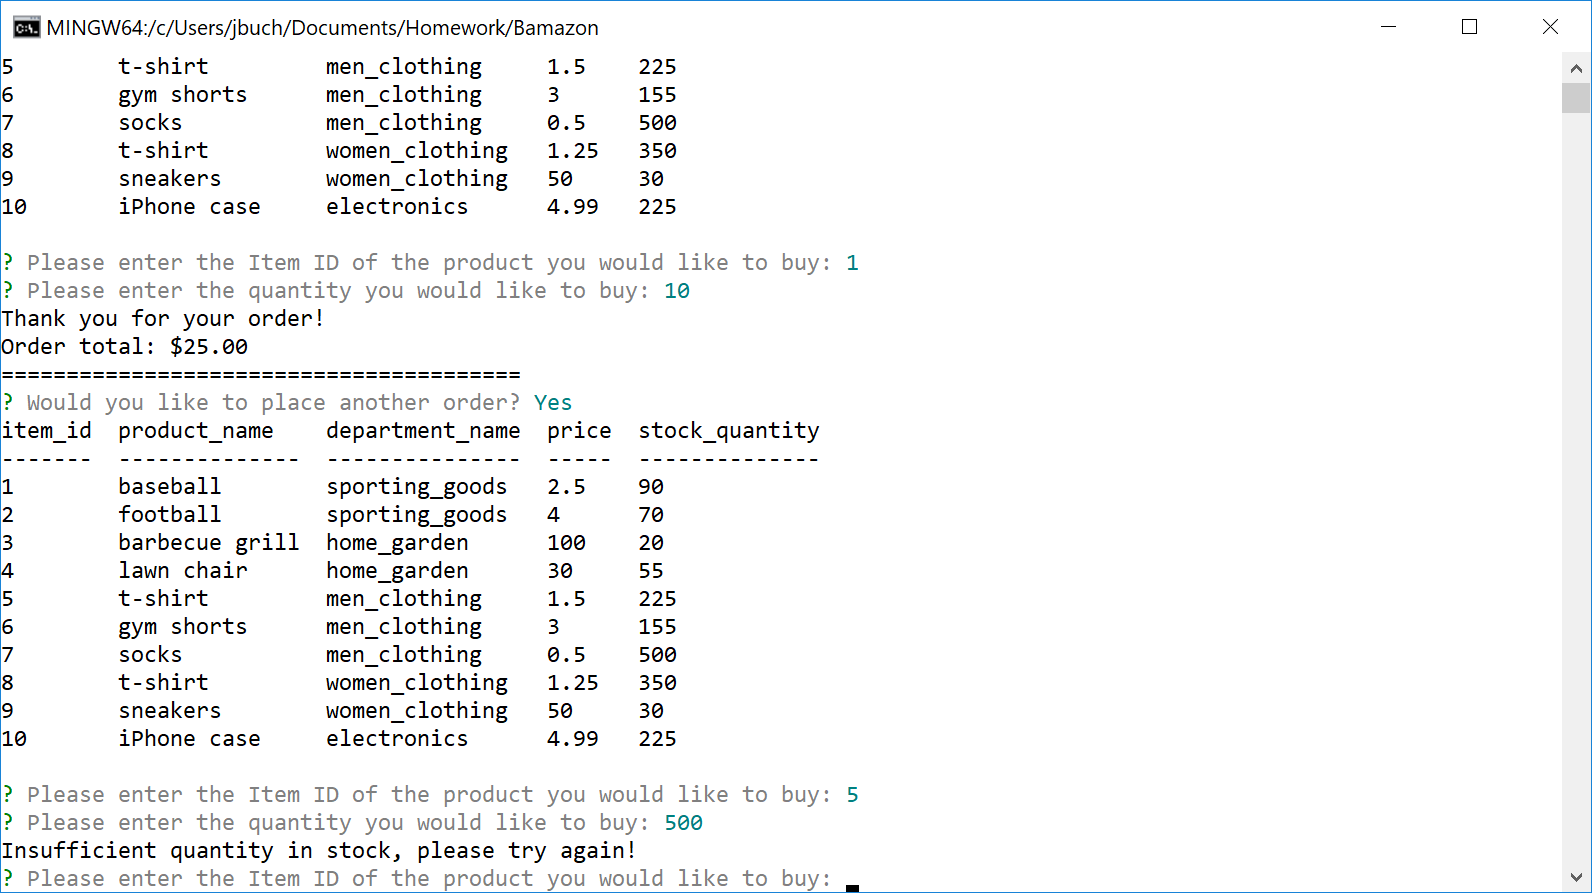 MINGW64:/c/Users/jbuch/Documents/Homework/Bamazon
5       t-shirt         men_clothing     1.5    225
6       gym shorts      men_clothing     3      155
7       socks           men_clothing     0.5    500
8       t-shirt         women_clothing   1.25   350
9       sneakers        women_clothing   50     30
10      iPhone case     electronics      4.99   225
? Please enter the Item ID of the product you would like to buy: 1
? Please enter the quantity you would like to buy: 10
Thank you for your order!
Order total: $25.00
========================================
? Would you like to place another order? Yes
item_id  product_name    department_name  price  stock_quantity
-------  --------------  ---------------  -----  --------------
1        baseball        sporting_goods   2.5    90
2        football        sporting_goods   4      70
3        barbecue grill  home_garden      100    20
4        lawn chair      home_garden      30     55
5        t-shirt         men_clothing     1.5    225
6        gym shorts      men_clothing     3      155
7        socks           men_clothing     0.5    500
8        t-shirt         women_clothing   1.25   350
9        sneakers        women_clothing   50     30
10       iPhone case     electronics      4.99   225
? Please enter the Item ID of the product you would like to buy: 5
? Please enter the quantity you would like to buy: 500
Insufficient quantity in stock, please try again!
? Please enter the Item ID of the product you would like to buy: